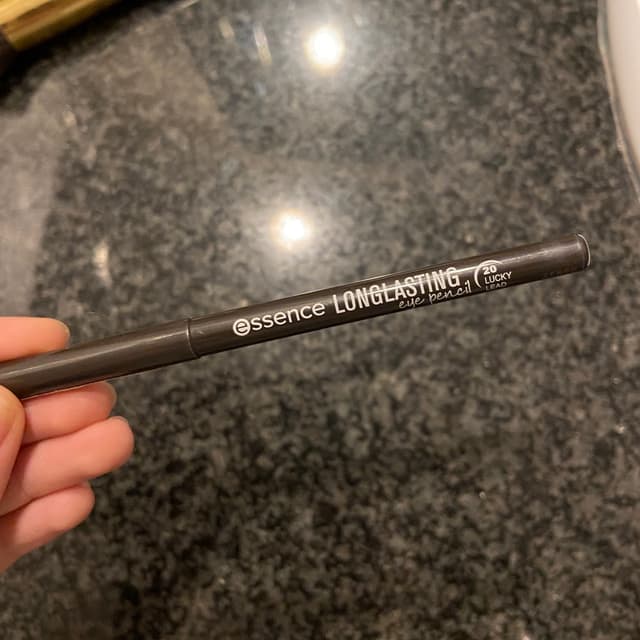 essence LONGLASTING
eye pencil
20
LUCKY
LEAD